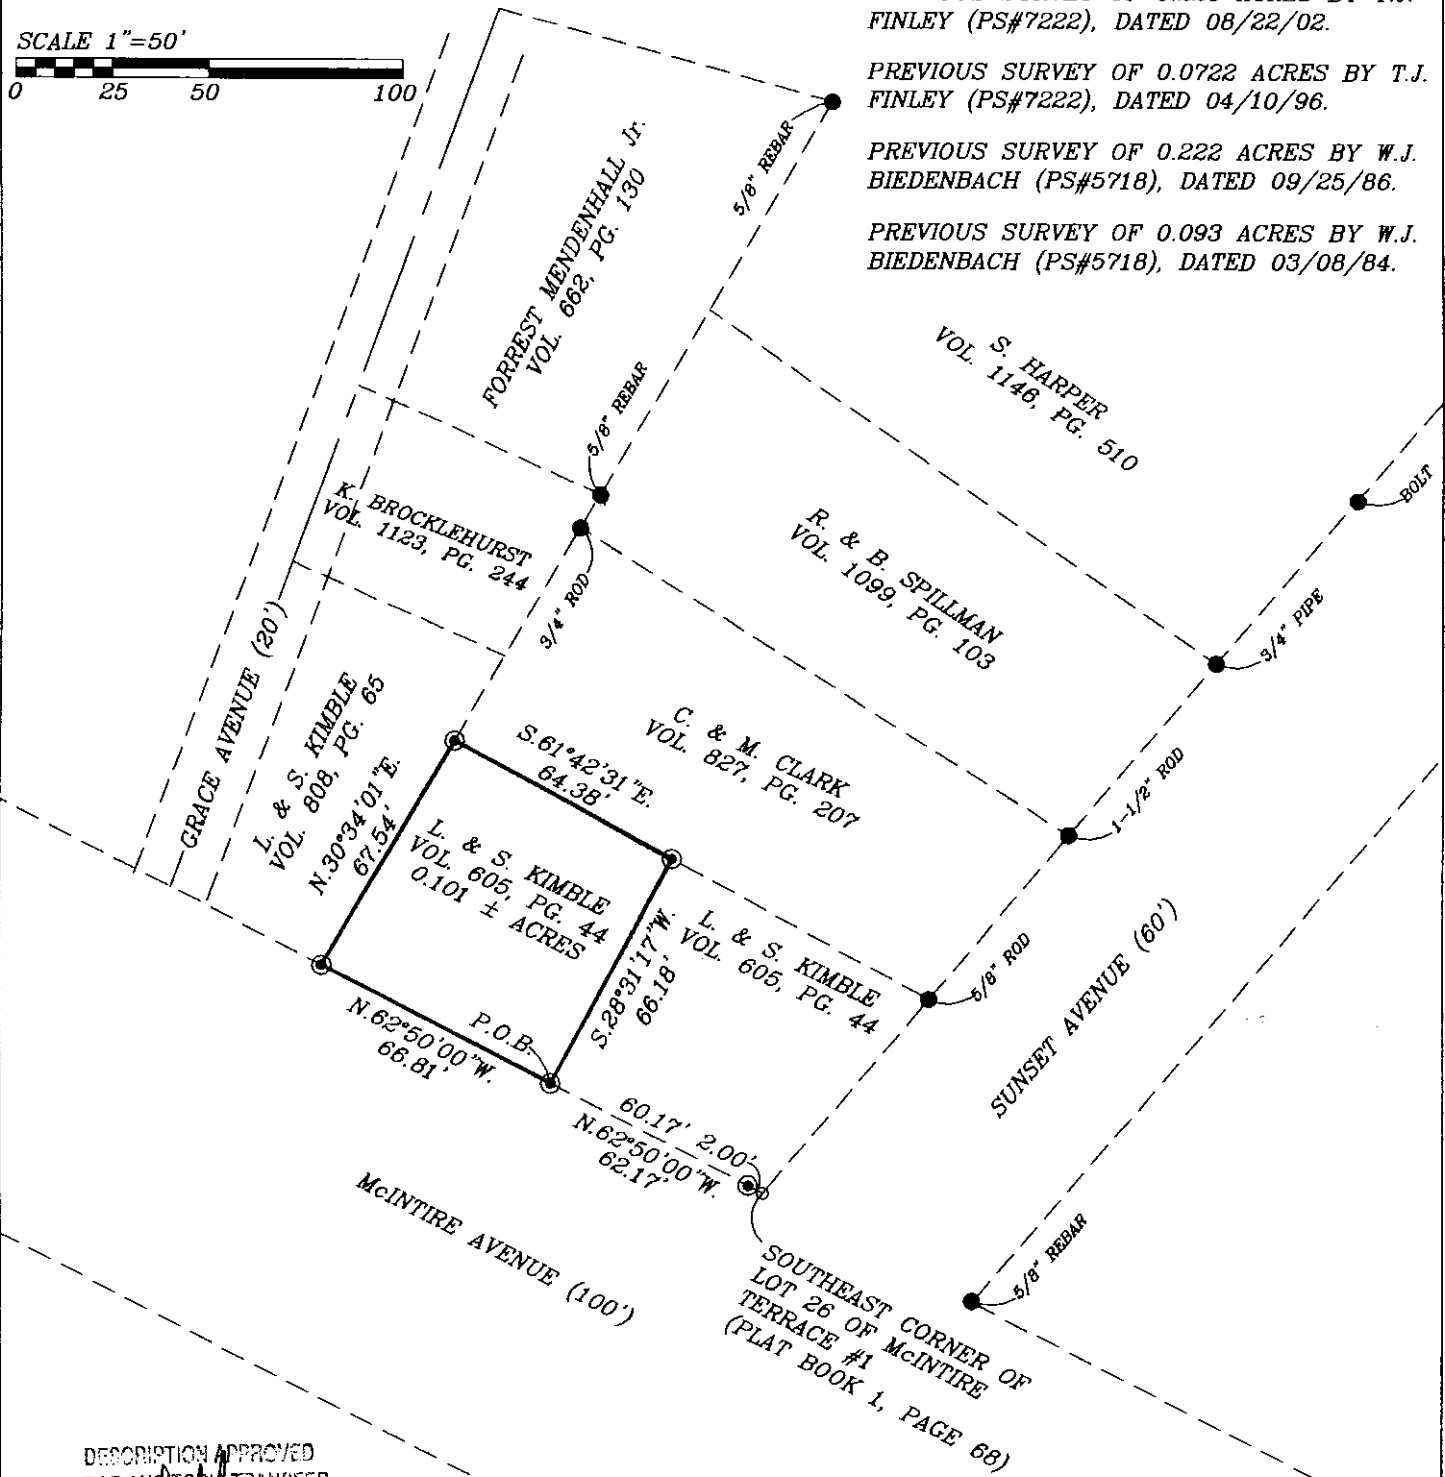 SCALE 1"=50'
0 25 50 100
FINLEY (PS#7222), DATED 08/22/02.
PREVIOUS SURVEY OF 0.0722 ACRES BY T.J.
FINLEY (PS#7222), DATED 04/10/96.
PREVIOUS SURVEY OF 0.222 ACRES BY W.J.
BIEDENBACH (PS#5718), DATED 09/25/86.
PREVIOUS SURVEY OF 0.093 ACRES BY W.J.
BIEDENBACH (PS#5718), DATED 03/08/84.
5/8" REBAR
FORREST MENDENHALL Jr.
VOL. 662, PG. 130
S. HARPER
VOL. 1146, PG. 510
5/8" REBAR
BOLT
K. BROCKLEHURST
VOL. 1123, PG. 244
R. & B. SPILLMAN
VOL. 1099, PG. 103
3/4" ROD
3/4" PIPE
GRACE AVENUE (20')
L. & S. KIMBLE
VOL. 808, PG. 65
N.30°34'01"E.
67.54'
S.61°42'31"E.
64.38'
C. & M. CLARK
VOL. 827, PG. 207
1-1/2" ROD
L. & S. KIMBLE
VOL. 605, PG. 44
0.101 ± ACRES
S.28°31'17"W.
66.18'
L. & S. KIMBLE
VOL. 605, PG. 44
5/8" ROD
SUNSET AVENUE (60')
N.62°50'00"W.
66.81'
P.O.B.
60.17' 2.00'
N.62°50'00"W.
62.17'
McINTIRE AVENUE (100')
5/8" REBAR
SOUTHEAST CORNER OF
LOT 26 OF McINTIRE
TERRACE #1
(PLAT BOOK 1, PAGE 68)
DESCRIPTION APPROVED